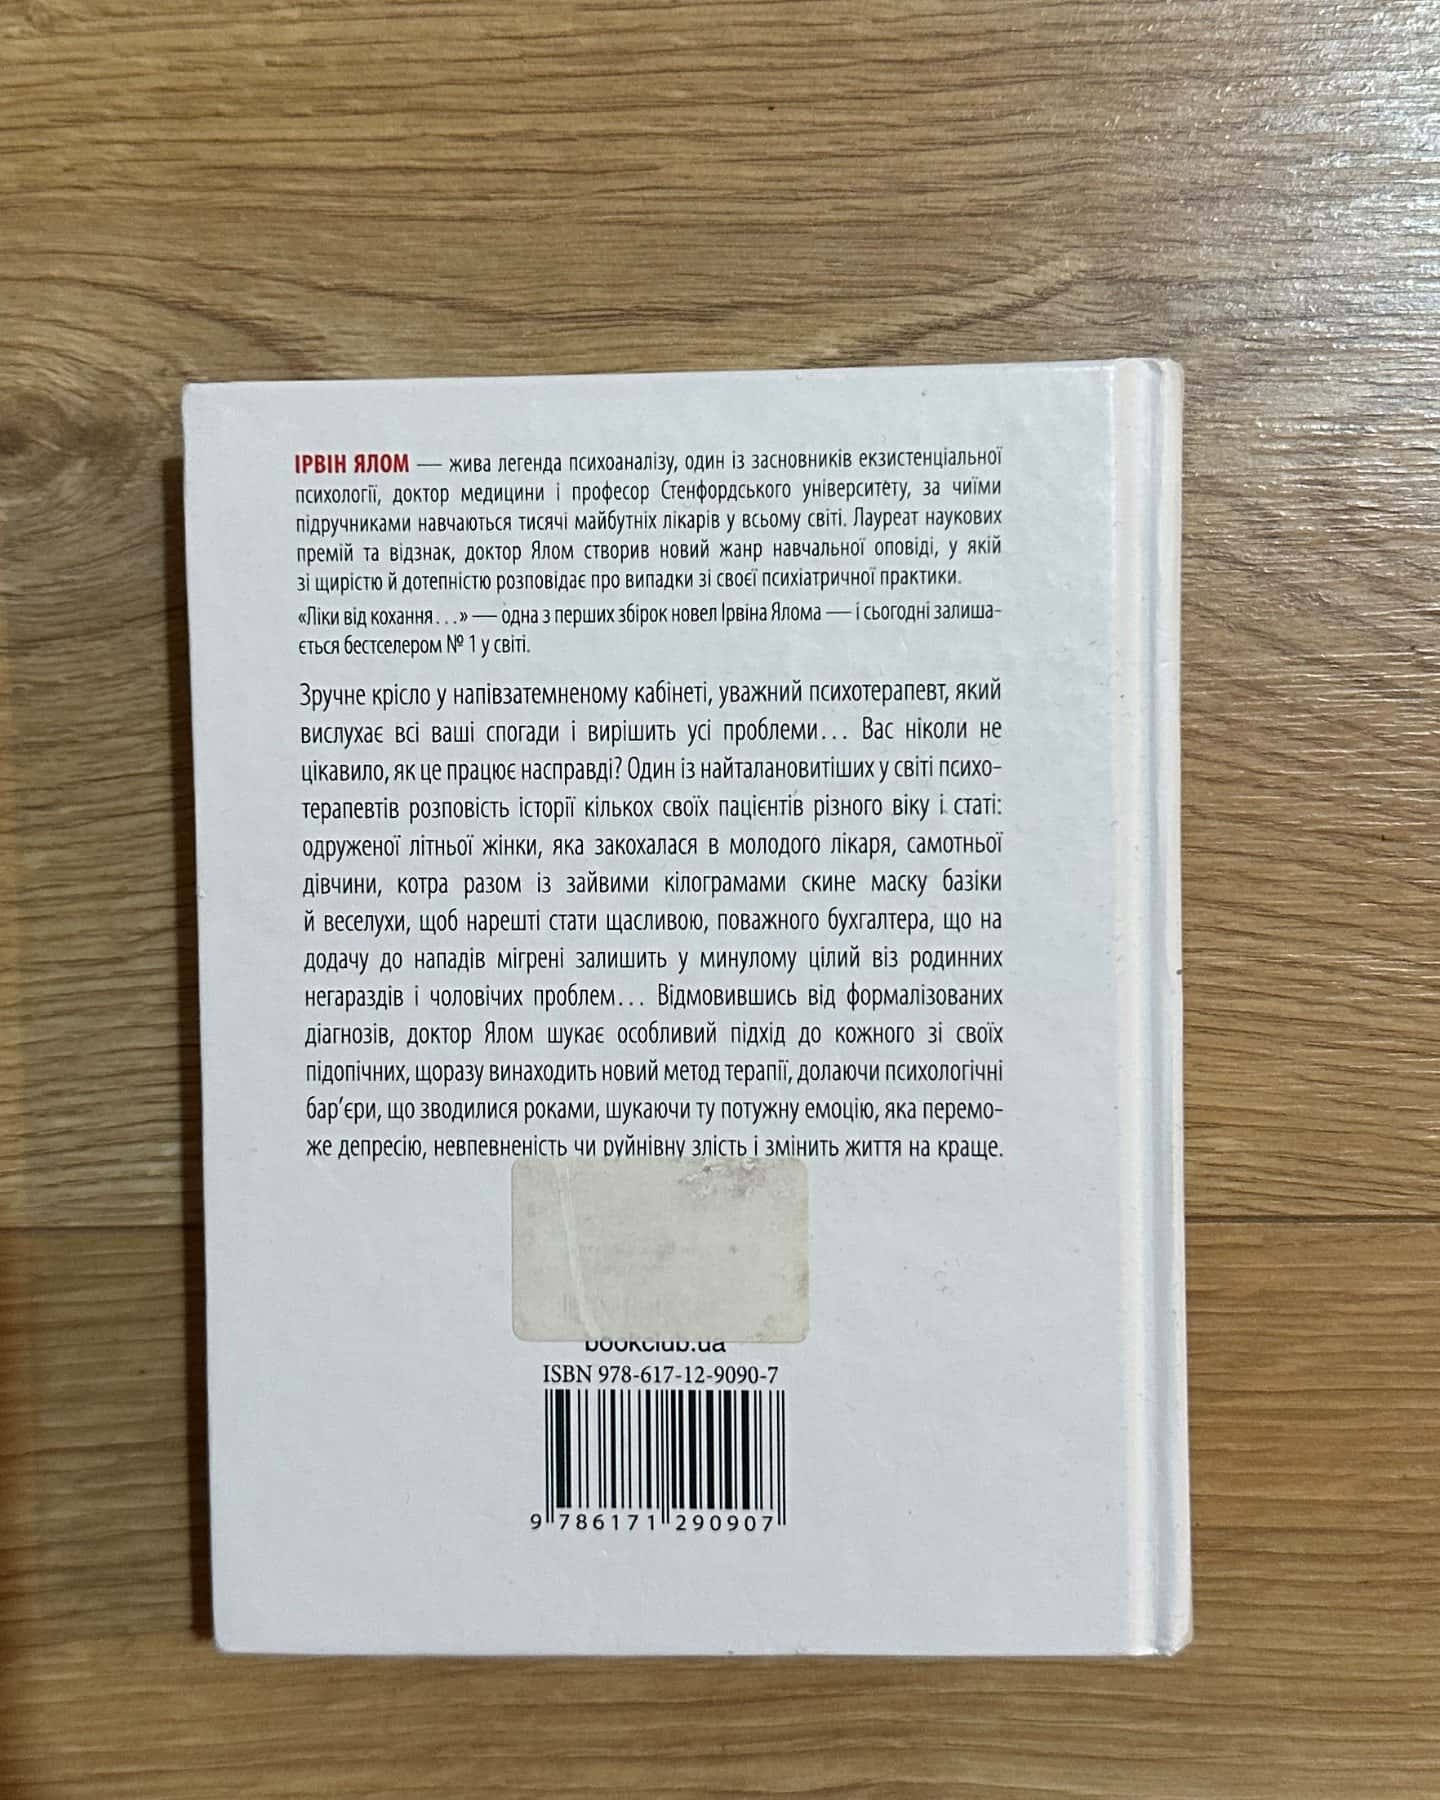 ІРВІН ЯЛОМ — жива легенда психоаналізу, один із засновників екзистенціальної
психології, доктор медицини і професор Стенфордського університету, за чиїми
підручниками навчаються тисячі майбутніх лікарів у всьому світі. Лауреат наукових
премій та відзнак, доктор Ялом створив новий жанр навчальної оповіді, у якій
зі щирістю й дотепністю розповідає про випадки зі своєї психіатричної практики.
«Ліки від кохання...» — одна з перших збірок новел Ірвіна Ялома — і сьогодні залиша-
ється бестселером № 1 у світі.
Зручне крісло у напівзатемненому кабінеті, уважний психотерапевт, який
вислухає всі ваші спогади і вирішить усі проблеми... Вас ніколи не
цікавило, як це працює насправді? Один із найталановитіших у світі психо-
терапевтів розповість історії кількох своїх пацієнтів різного віку і статі:
одруженої літньої жінки, яка закохалася в молодого лікаря, самотньої
дівчини, котра разом із зайвими кілограмами скине маску базіки
й веселухи, щоб нарешті стати щасливою, поважного бухгалтера, що на
додачу до нападів мігрені залишить у минулому цілий віз родинних
негараздів і чоловічих проблем... Відмовившись від формалізованих
діагнозів, доктор Ялом шукає особливий підхід до кожного зі своїх
підопічних, щоразу винаходить новий метод терапії, долаючи психологічні
бар’єри, що зводилися роками, шукаючи ту потужну емоцію, яка перемо-
же депресію, невпевненість чи руйнівну злість і змінить життя на краще.
bookclub.ua
ISBN 978-617-12-9090-7
9 786171 290907